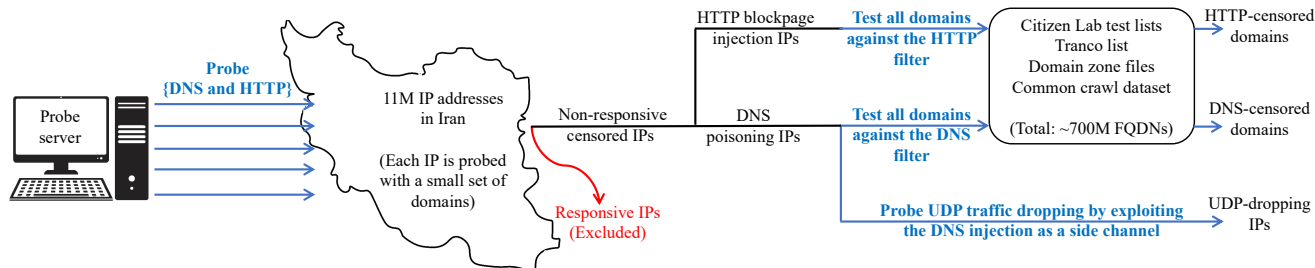 Probe
server
Probe
{DNS and HTTP}
11M IP addresses
in Iran
(Each IP is probed
with a small set of
domains)
Non-responsive
censored IPs
Responsive IPs
(Excluded)
HTTP blockpage
injection IPs
DNS
poisoning IPs
Test all domains
against the HTTP
filter
Test all domains
against the DNS
filter
Citizen Lab test lists
Tranco list
Domain zone files
Common crawl dataset
(Total: ~700M FQDNs)
HTTP-censored
domains
DNS-censored
domains
Probe UDP traffic dropping by exploiting
the DNS injection as a side channel
UDP-dropping
IPs